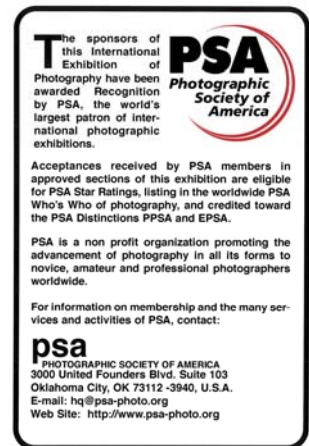 The sponsors of
this International
Exhibition of
Photography have been
awarded Recognition
by PSA, the world's
largest patron of inter-
national photographic
exhibitions.
PSA
Photographic
Society of
America
Acceptances received by PSA members in
approved sections of this exhibition are eligible
for PSA Star Ratings, listing in the worldwide PSA
Who's Who of photography, and credited toward
the PSA Distinctions PPSA and EPSA.
PSA is a non profit organization promoting the
advancement of photography in all its forms to
novice, amateur and professional photographers
worldwide.
For information on membership and the many ser-
vices and activities of PSA, contact:
psa
PHOTOGRAPHIC SOCIETY OF AMERICA
3000 United Founders Blvd. Suite 103
Oklahoma City, OK 73112 -3940, U.S.A.
E-mail: hq@psa-photo.org
Web Site: http://www.psa-photo.org